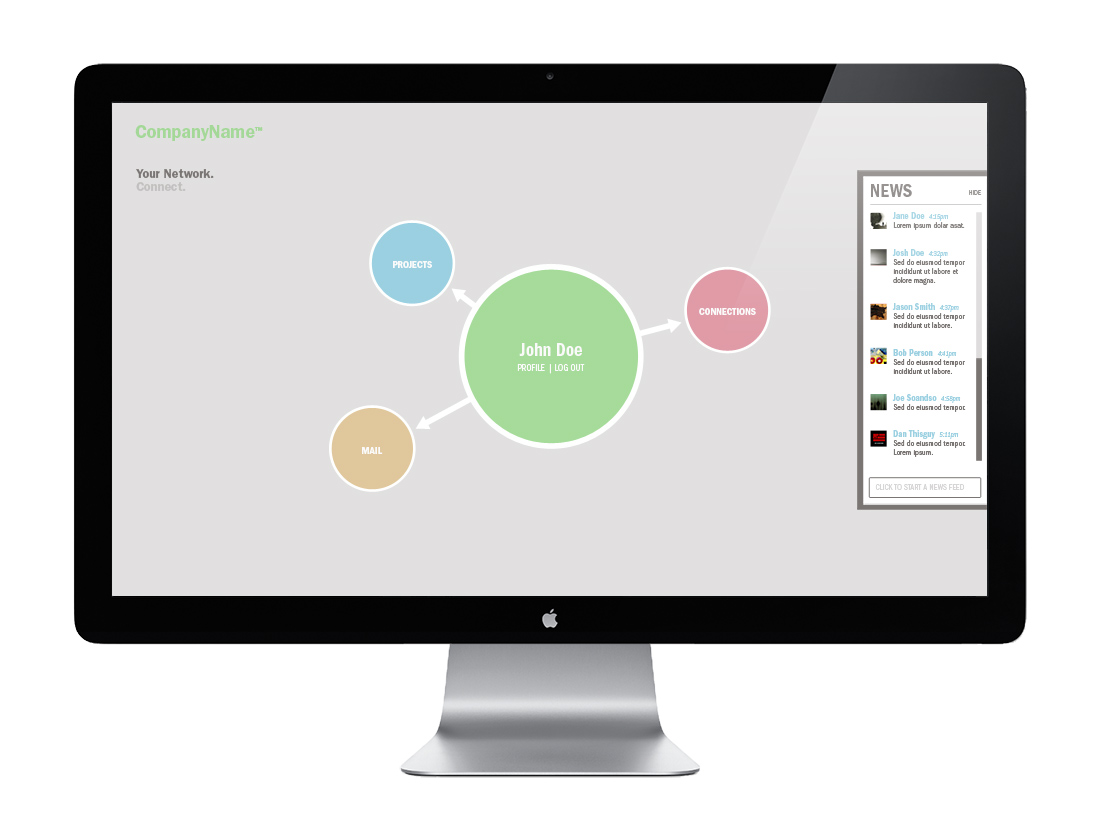 CompanyName™
Your Network.
Connect.
PROJECTS
CONNECTIONS
John Doe
PROFILE | LOG OUT
MAIL
NEWS
HIDE
Jane Doe 4:15pm
Lorem ipsum dolar asat.
Josh Doe 4:32pm
Sed do eiusmod tempor
incididunt ut labore et
dolore magna.
Jason Smith 4:37pm
Sed do eiusmod tempor
incididunt ut labore.
Bob Person 4:41pm
Sed do eiusmod tempor
incididunt ut labore.
Joe Soandso 4:58pm
Sed do eiusmod tempor.
Dan Thisguy 5:11pm
Sed do eiusmod tempor.
Lorem ipsum.
CLICK TO START A NEWS FEED